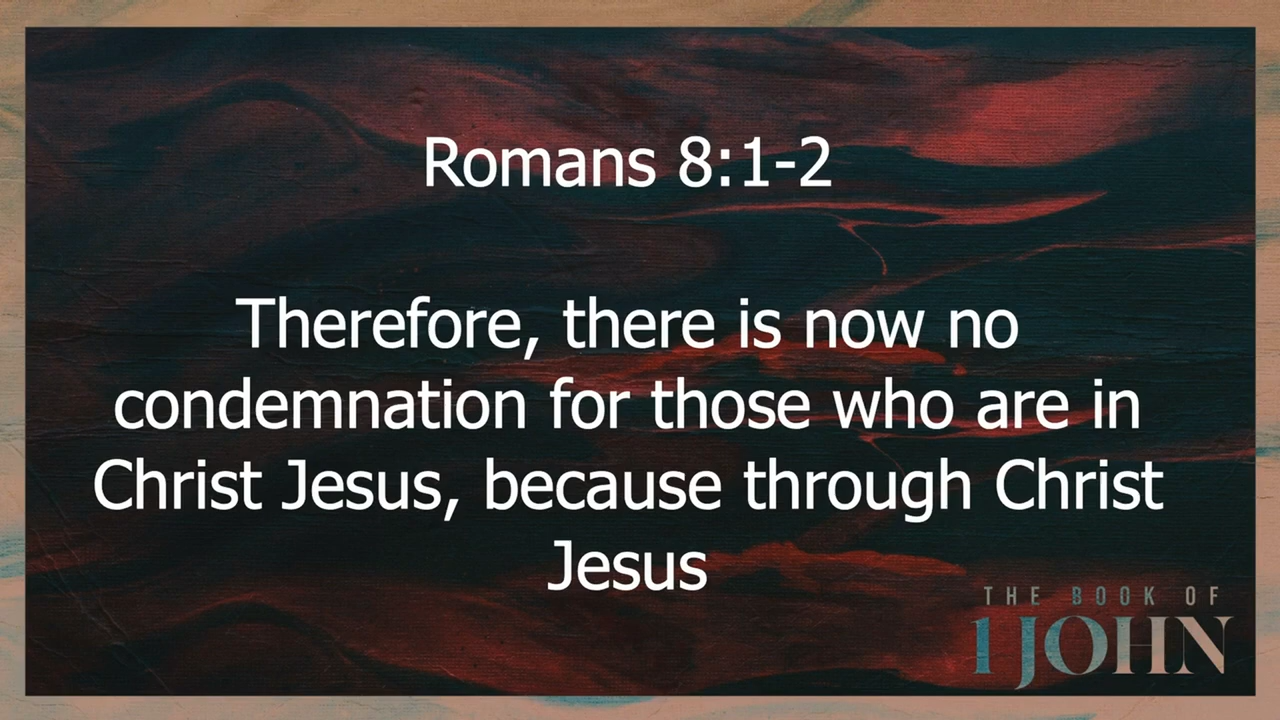 Romans 8:1-2
Therefore, there is now no
condemnation for those who are in
Christ Jesus, because through Christ
Jesus
THE BOOK OF
1 JOHN